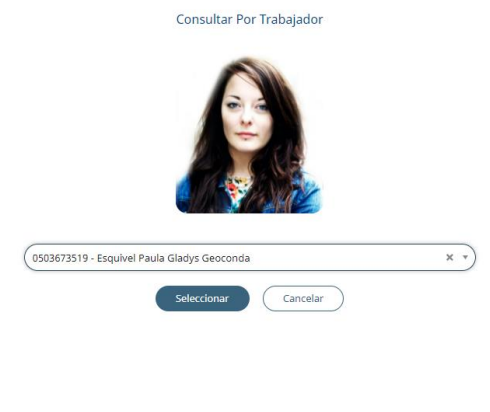 Consultar Por Trabajador
0503673519 - Esquivel Paula Gladys Geoconda
Seleccionar
Cancelar